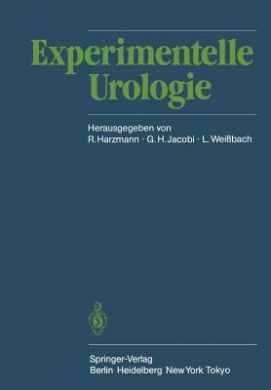 Experimentelle
Urologie
Herausgegeben von
R. Harzmann · G. H. Jacobi · L. Weißbach
Springer-Verlag
Berlin Heidelberg New York Tokyo